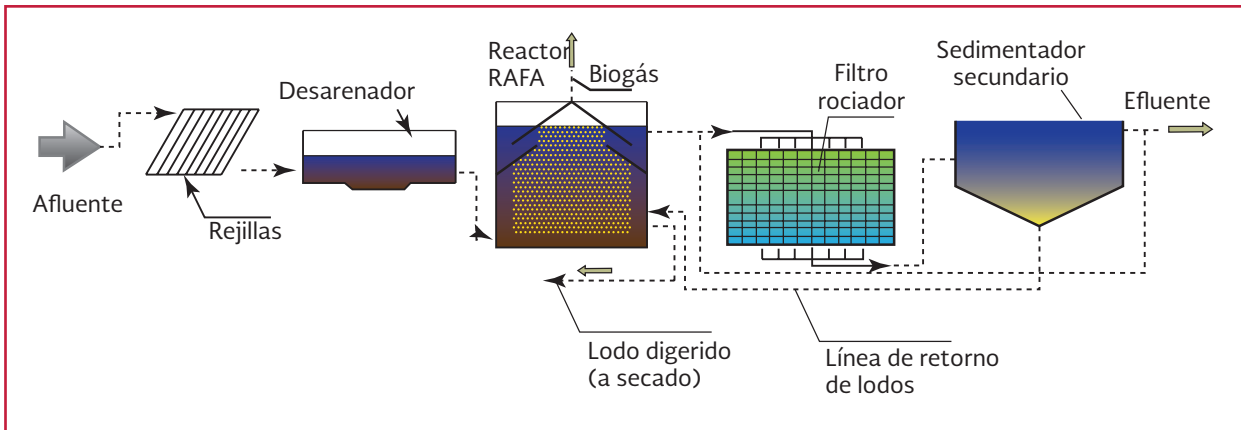 Afluente
Rejillas
Desarenador
Reactor
RAFA
Biogás
Filtro
rociador
Sedimentador
secundario
Efluente
Lodo digerido
(a secado)
Línea de retorno
de lodos